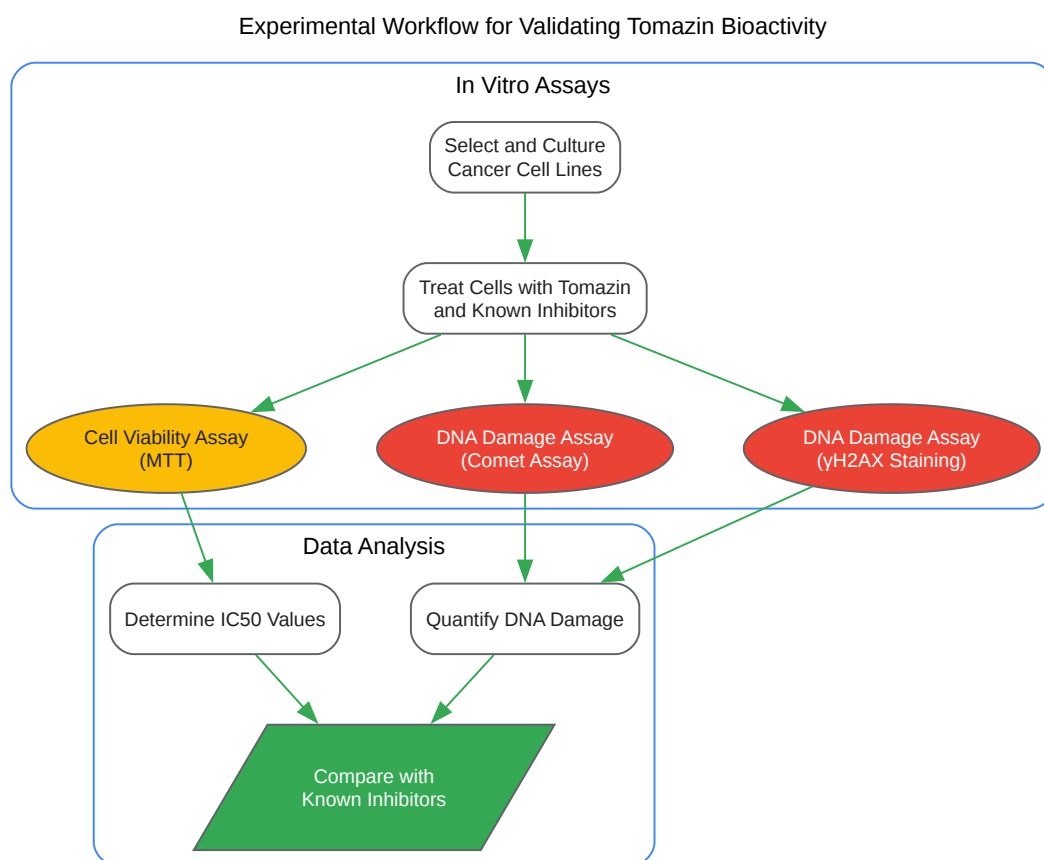 Experimental Workflow for Validating Tomazin Bioactivity
In Vitro Assays
Select and Culture
Cancer Cell Lines
Treat Cells with Tomazin
and Known Inhibitors
Cell Viability Assay
(MTT)
DNA Damage Assay
(Comet Assay)
DNA Damage Assay
(γH2AX Staining)
Data Analysis
Determine IC50 Values
Quantify DNA Damage
Compare with
Known Inhibitors